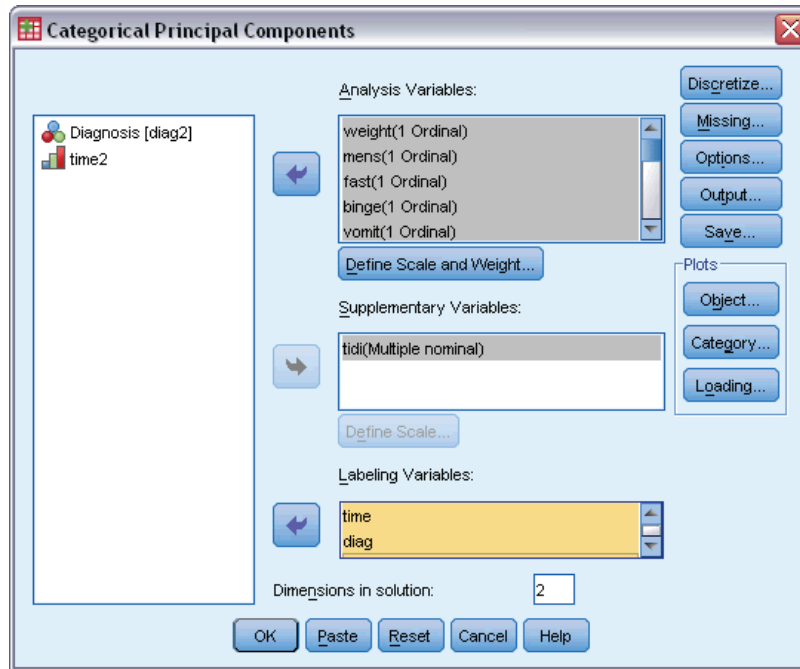 Categorical Principal Components
Diagnosis [diag2]
time2
Analysis Variables:
weight(1 Ordinal)
mens(1 Ordinal)
fast(1 Ordinal)
binge(1 Ordinal)
vomit(1 Ordinal)
Define Scale and Weight...
Supplementary Variables:
tidi(Multiple nominal)
Define Scale...
Labeling Variables:
time
diag
Dimensions in solution:
2
Discretize...
Missing...
Options...
Output...
Save...
Plots
Object...
Category...
Loading...
OK
Paste
Reset
Cancel
Help